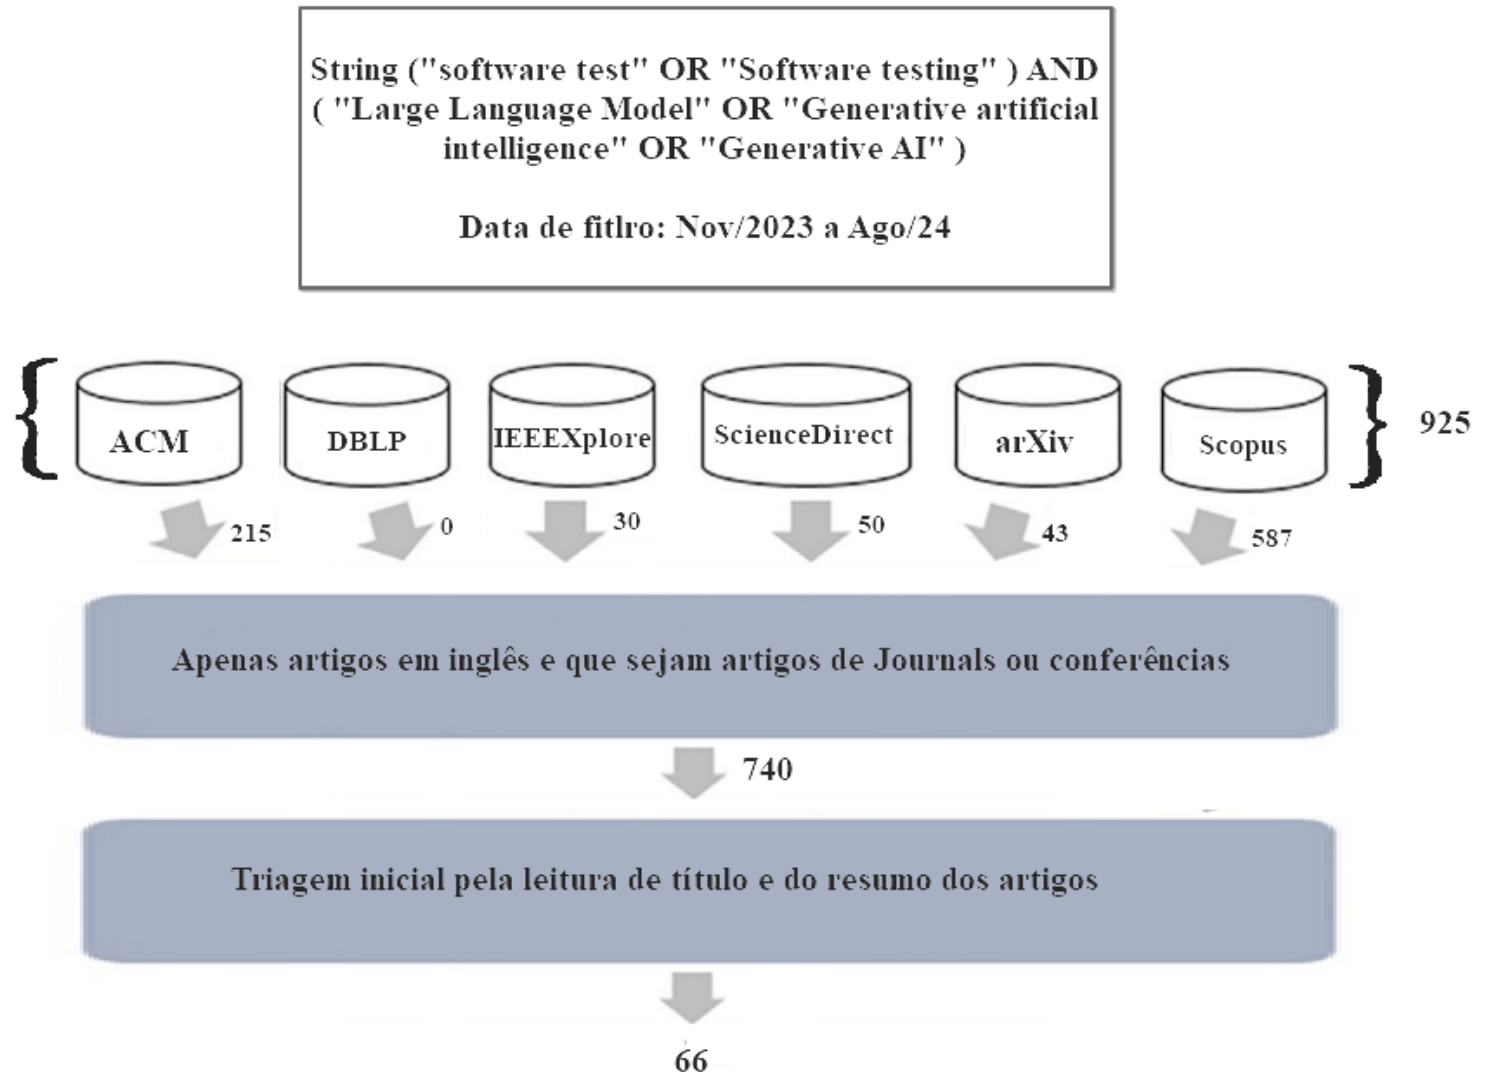 String ("software test" OR "Software testing" ) AND
( "Large Language Model" OR "Generative artificial
intelligence" OR "Generative AI" )
Data de fitlro: Nov/2023 a Ago/24
ACM
DBLP
IEEEXplore
ScienceDirect
arXiv
Scopus
925
215
0
30
50
43
587
Apenas artigos em inglês e que sejam artigos de Journals ou conferências
740
Triagem inicial pela leitura de título e do resumo dos artigos
66